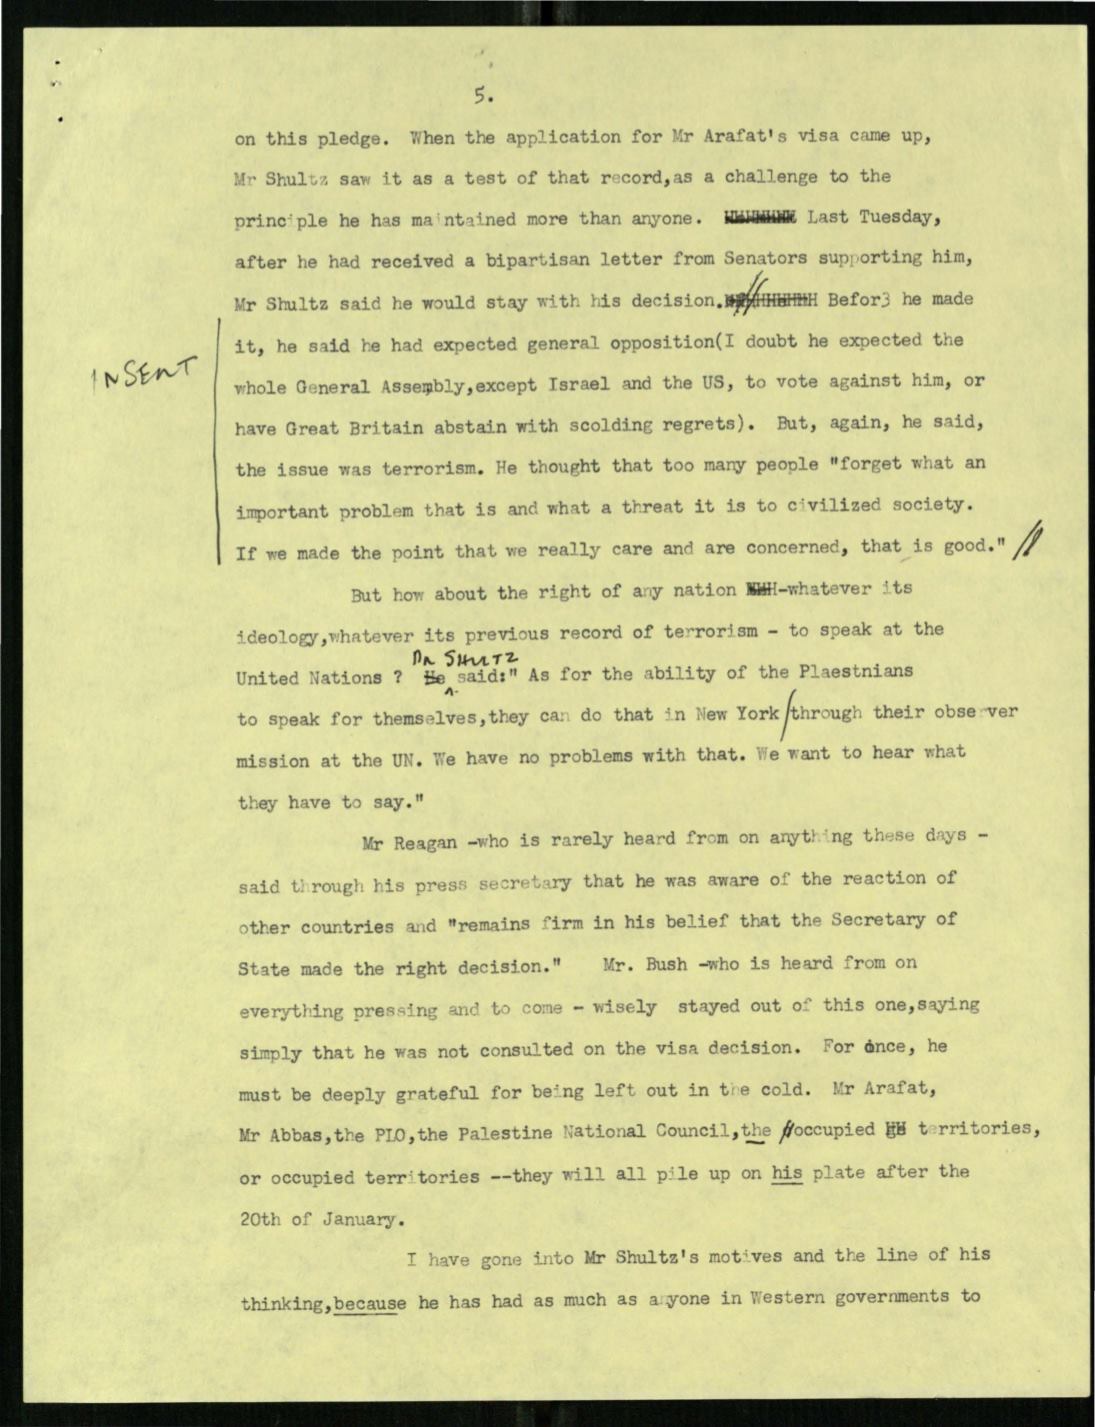 5.
on this pledge. When the application for Mr Arafat's visa came up,
Mr Shultz saw it as a test of that record,as a challenge to the
principle he has maintained more than anyone. Last Tuesday,
after he had received a bipartisan letter from Senators supporting him,
Mr Shultz said he would stay with his decision. Befor3 he made
it, he said he had expected general opposition(I doubt he expected the
INSERT
whole General Assembly,except Israel and the US, to vote against him, or
have Great Britain abstain with scolding regrets). But, again, he said,
the issue was terrorism. He thought that too many people "forget what an
important problem that is and what a threat it is to civilized society.
If we made the point that we really care and are concerned, that is good." //
But how about the right of any nation -whatever its
ideology,whatever its previous record of terrorism - to speak at the
DR SHULTZ
United Nations ? He said:" As for the ability of the Plaestnians
to speak for themselves,they can do that in New York/through their observer
mission at the UN. We have no problems with that. We want to hear what
they have to say."
Mr Reagan -who is rarely heard from on anything these days -
said through his press secretary that he was aware of the reaction of
other countries and "remains firm in his belief that the Secretary of
State made the right decision." Mr. Bush -who is heard from on
everything pressing and to come - wisely stayed out of this one,saying
simply that he was not consulted on the visa decision. For once, he
must be deeply grateful for being left out in the cold. Mr Arafat,
Mr Abbas,the PLO,the Palestine National Council,the occupied territories,
or occupied territories --they will all pile up on his plate after the
20th of January.
I have gone into Mr Shultz's motives and the line of his
thinking,because he has had as much as anyone in Western governments to